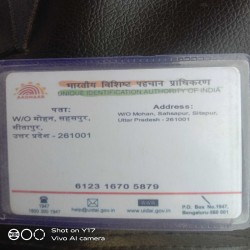 भारतीय विशिष्ट पहचान प्राधिकरण
UNIQUE IDENTIFICATION AUTHORITY OF INDIA
AADHAAR
पता:
W/O मोहन, सहसपुर,
सीतापुर,
उत्तर प्रदेश - 261001
Address:
W/O Mohan, Sahsapur, Sitapur,
Uttar Pradesh - 261001
6123 1670 5879
1947
help@uidai.gov.in
www.uidai.gov.in
P.O. Box No.1947,
Bengaluru-560 001
SHOT ON Y17
VIVO AI camera